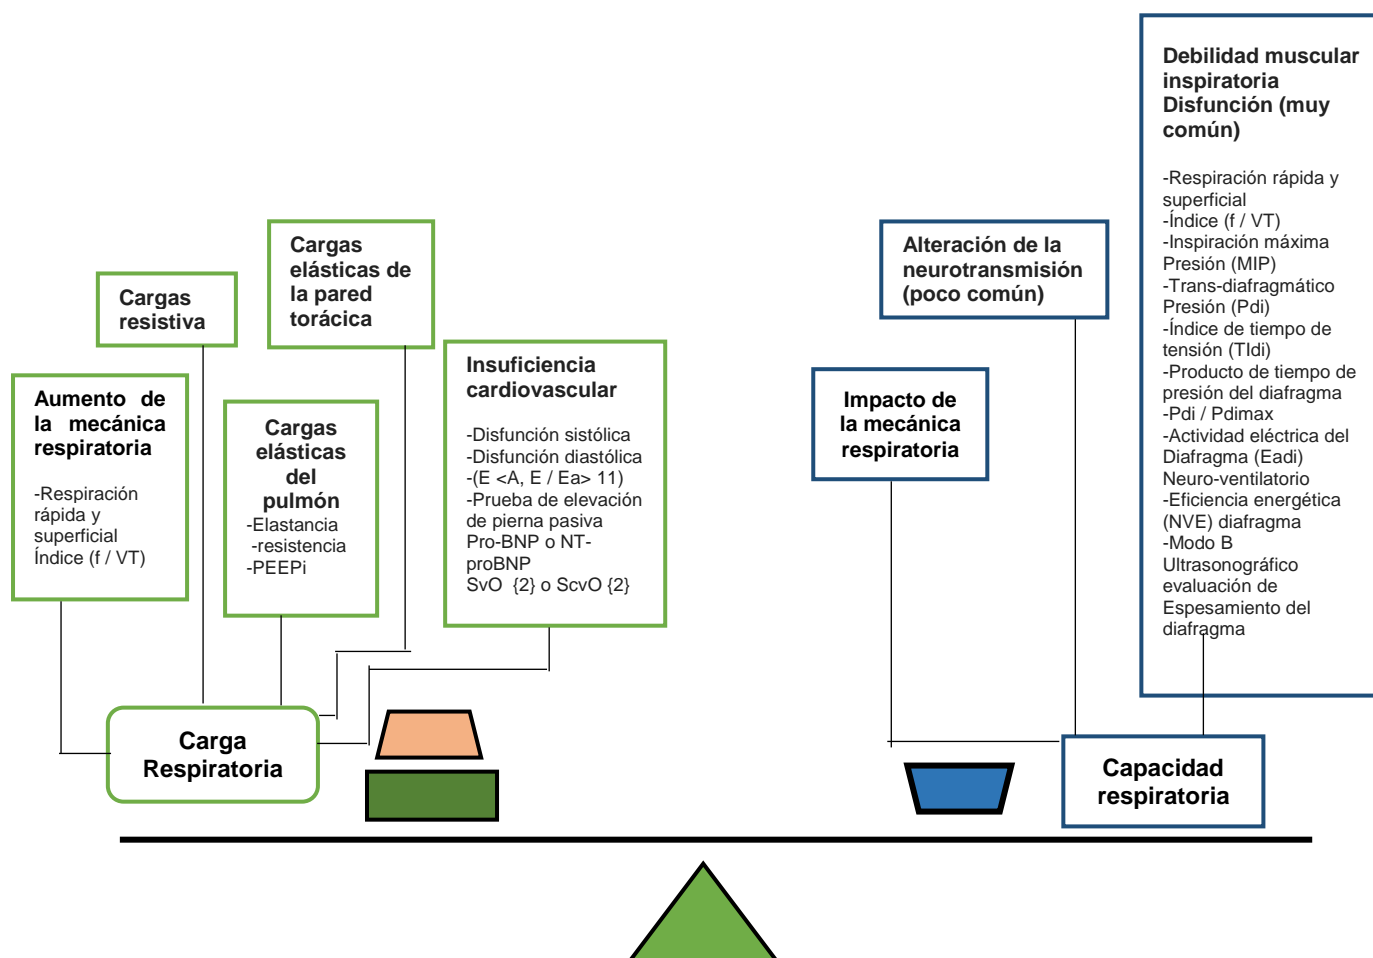 Debilidad muscular
inspiratoria
Disfunción (muy
común)
-Respiración rápida y
superficial
-Índice (f / VT)
-Inspiración máxima
Presión (MIP)
-Trans-diafragmático
Presión (Pdi)
-Índice de tiempo de
tensión (TIdi)
-Producto de tiempo de
presión del diafragma
-Pdi / Pdimax
-Actividad eléctrica del
Diafragma (Eadi)
Neuro-ventilatorio
-Eficiencia energética
(NVE) diafragma
-Modo B
Ultrasonográfico
evaluación de
Espesamiento del
diafragma
Cargas
elásticas de
la pared
torácica
Alteración de la
neurotransmisión
(poco común)
Cargas
resistiva
Insuficiencia
cardiovascular
-Disfunción sistólica
-Disfunción diastólica
-(E <A, E / Ea> 11)
-Prueba de elevación
de pierna pasiva
Pro-BNP o NT-
proBNP
SvO {2} o ScvO {2}
Aumento de
la mecánica
respiratoria
-Respiración
rápida y
superficial
Índice (f / VT)
Cargas
elásticas
del
pulmón
-Elastancia
-resistencia
-PEEPi
Impacto de
la mecánica
respiratoria
Carga
Respiratoria
Capacidad
respiratoria